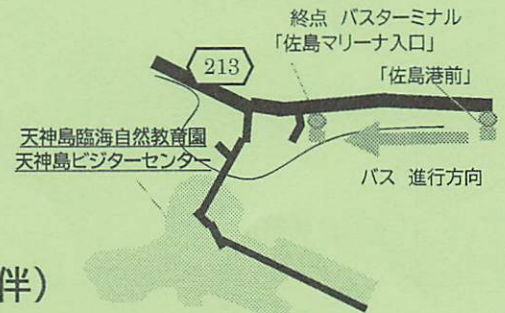 終点 バスターミナル
「佐島マリーナ入口」
213
「佐島港前」
天神島臨海自然教育園
天神島ビジターセンター
バス 進行方向
伴）